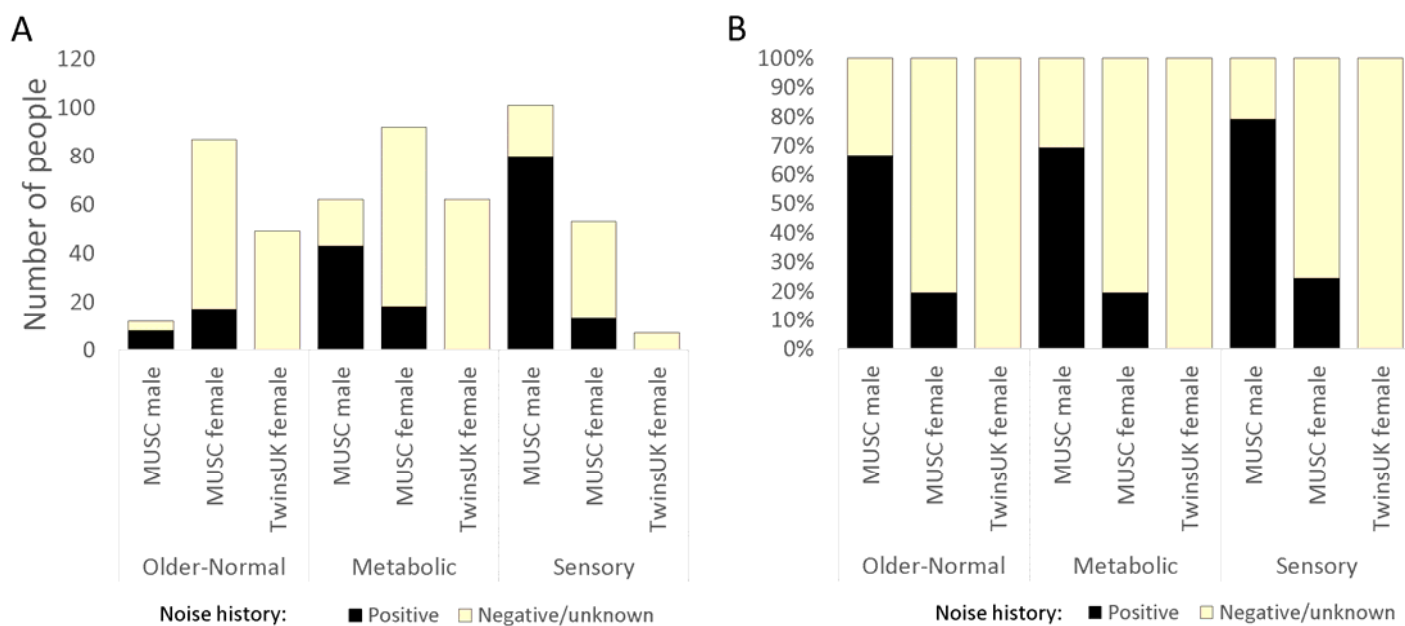 A
Number of people
120
100
80
60
40
20
0
MUSC male
MUSC female
TwinsUK female
MUSC male
MUSC female
TwinsUK female
MUSC male
MUSC female
TwinsUK female
Older-Normal
Metabolic
Sensory
Noise history:
Positive
Negative/unknown
B
100%
90%
80%
70%
60%
50%
40%
30%
20%
10%
0%
MUSC male
MUSC female
TwinsUK female
MUSC male
MUSC female
TwinsUK female
MUSC male
MUSC female
TwinsUK female
Older-Normal
Metabolic
Sensory
Noise history:
Positive
Negative/unknown